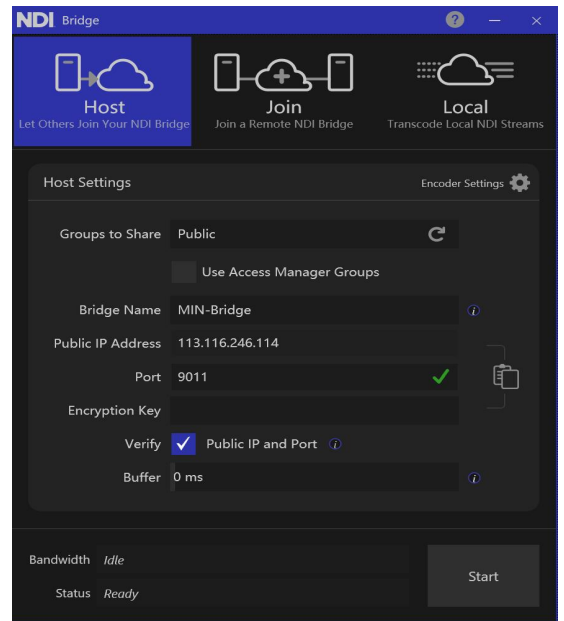 NDI Bridge
?
Host
Let Others Join Your NDI Bridge
Join
Join a Remote NDI Bridge
Local
Transcode Local NDI Streams
Host Settings
Encoder Settings
Groups to Share Public
Use Access Manager Groups
Bridge Name MIN-Bridge i
Public IP Address 113.116.246.114
Port 9011
Encryption Key
Verify Public IP and Port i
Buffer 0 ms i
Bandwidth Idle
Status Ready
Start